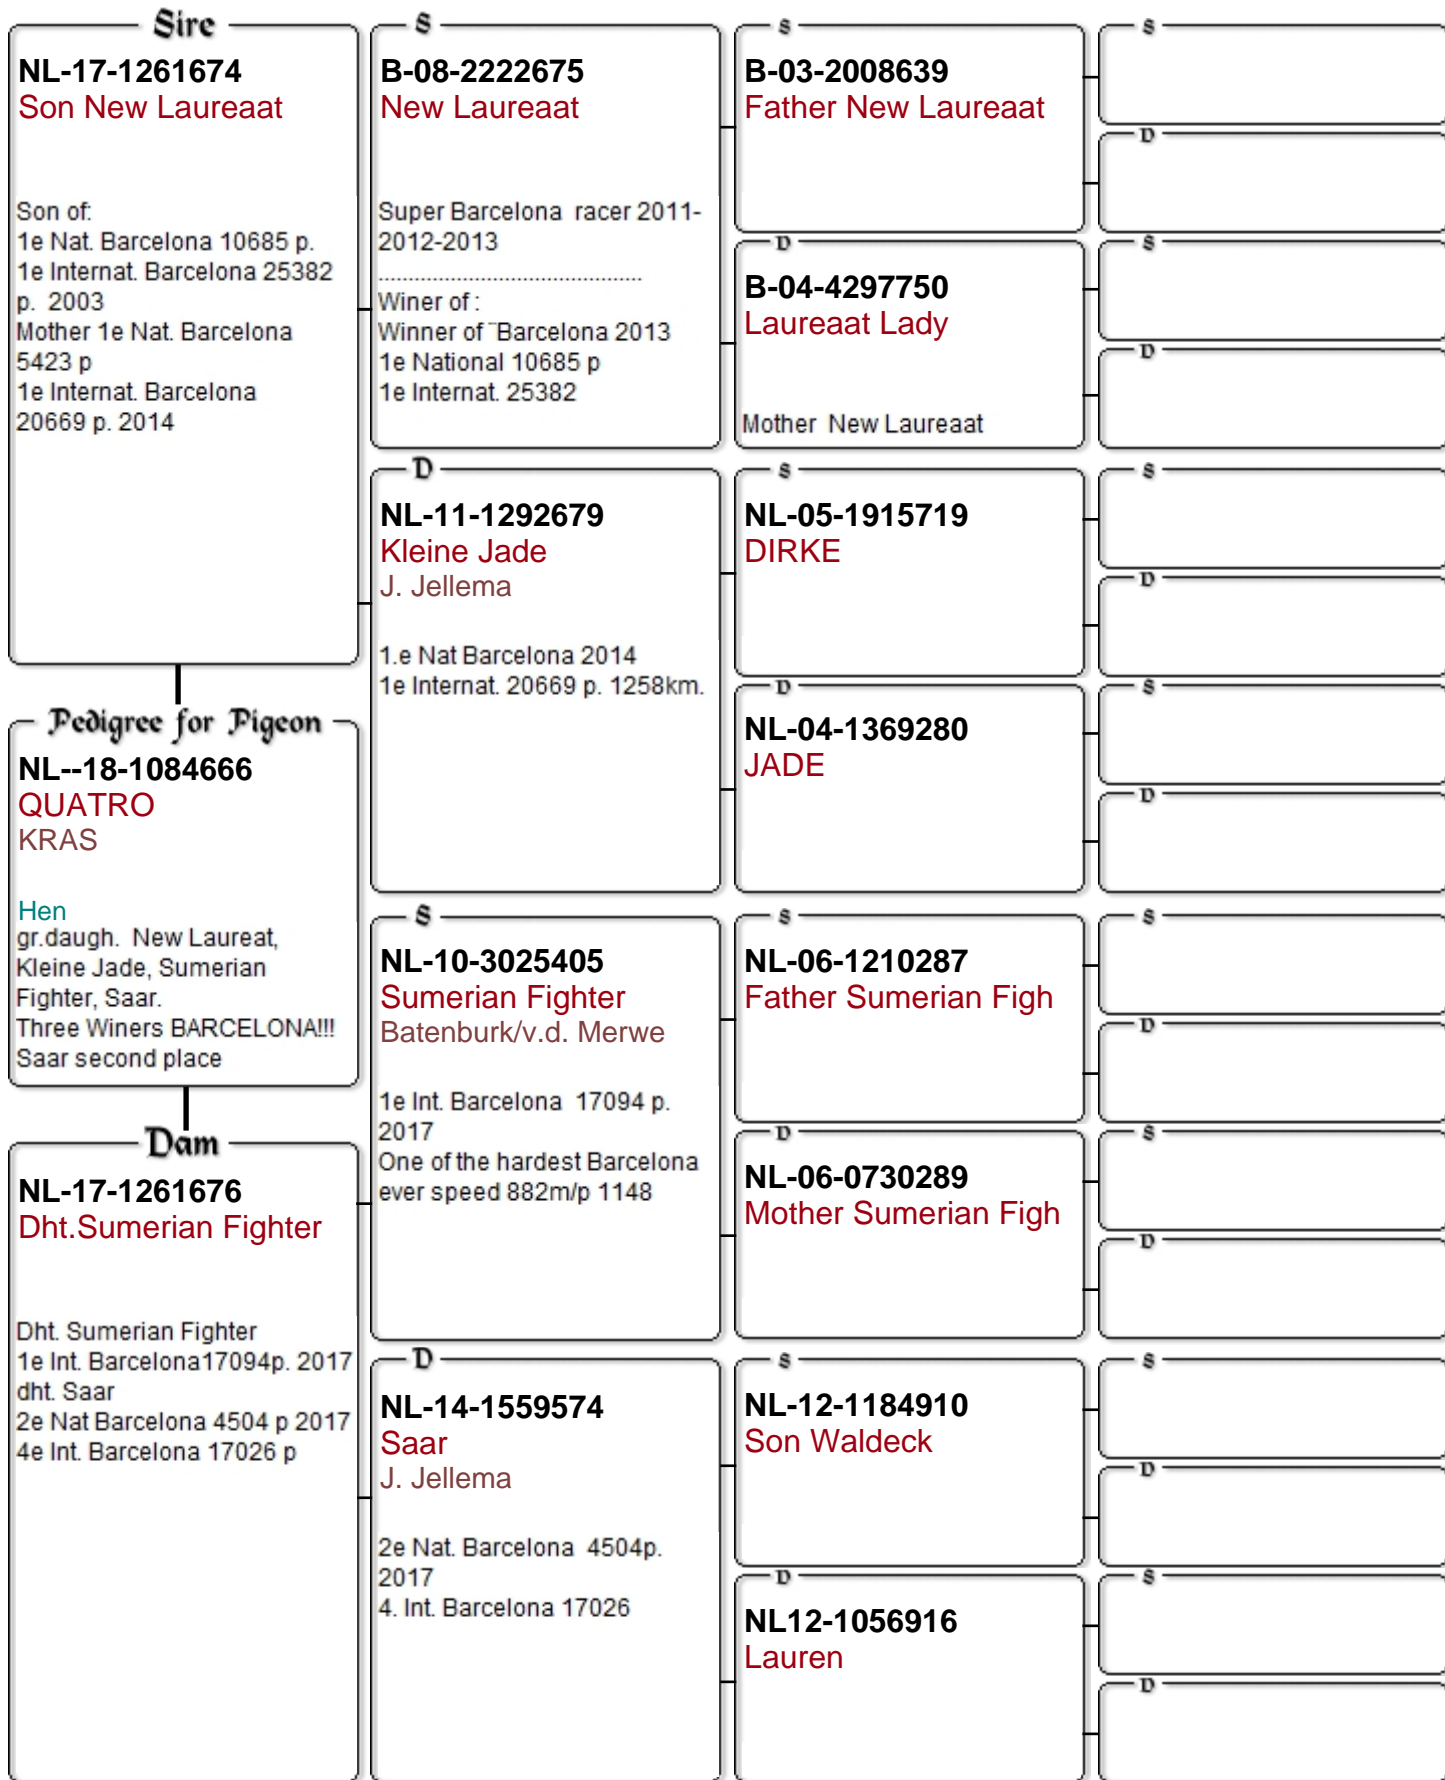 Sire
NL-17-1261674
Son New Laureaat
Son of:
1e Nat. Barcelona 10685 p.
1e Internat. Barcelona 25382
p. 2003
Mother 1e Nat. Barcelona
5423 p
1e Internat. Barcelona
20669 p. 2014
Pedigree for Pigeon
NL--18-1084666
QUATRO
KRAS
Hen
gr.daugh. New Laureat,
Kleine Jade, Sumerian
Fighter, Saar.
Three Winers BARCELONA!!!
Saar second place
Dam
NL-17-1261676
Dht.Sumerian Fighter
Dht. Sumerian Fighter
1e Int. Barcelona17094p. 2017
dht. Saar
2e Nat Barcelona 4504 p 2017
4e Int. Barcelona 17026 p
S
B-08-2222675
New Laureaat
Super Barcelona racer 2011-
2012-2013
............................................
Winer of :
Winner of ¨Barcelona 2013
1e National 10685 p
1e Internat. 25382
D
NL-11-1292679
Kleine Jade
J. Jellema
1.e Nat Barcelona 2014
1e Internat. 20669 p. 1258km.
S
NL-10-3025405
Sumerian Fighter
Batenburk/v.d. Merwe
1e Int. Barcelona 17094 p.
2017
One of the hardest Barcelona
ever speed 882m/p 1148
D
NL-14-1559574
Saar
J. Jellema
2e Nat. Barcelona 4504p.
2017
4. Int. Barcelona 17026
S
B-03-2008639
Father New Laureaat
D
B-04-4297750
Laureaat Lady
Mother New Laureaat
S
NL-05-1915719
DIRKE
D
NL-04-1369280
JADE
S
NL-06-1210287
Father Sumerian Figh
D
NL-06-0730289
Mother Sumerian Figh
S
NL-12-1184910
Son Waldeck
D
NL12-1056916
Lauren
S
D
S
D
S
D
S
D
S
D
S
D
S
D
S
D